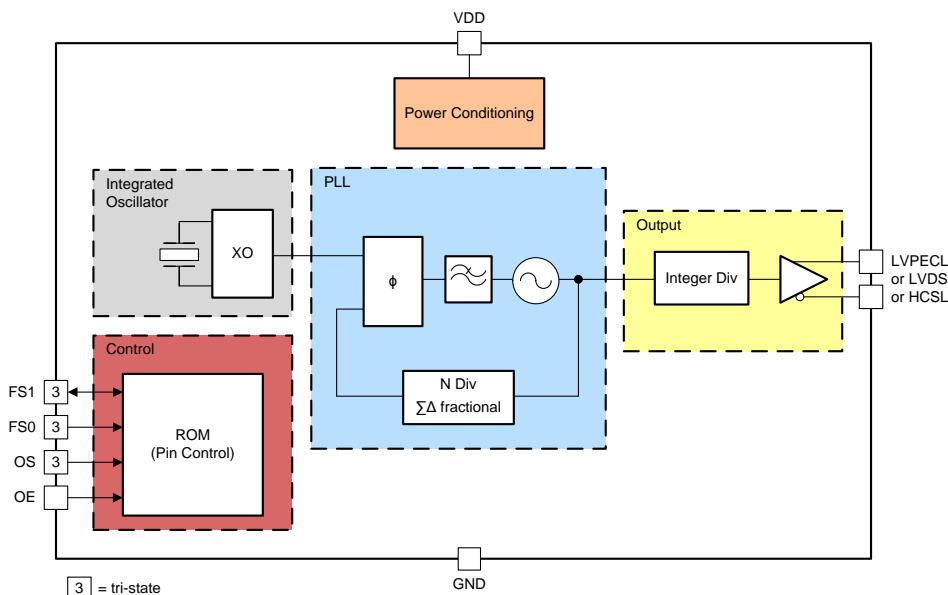 VDD
Power Conditioning
Integrated
Oscillator
XO
PLL
ϕ
N Div
∑Δ fractional
Output
Integer Div
LVPECL
or LVDS
or HCSL
Control
ROM
(Pin Control)
FS1 3
FS0 3
OS 3
OE
GND
3 = tri-state